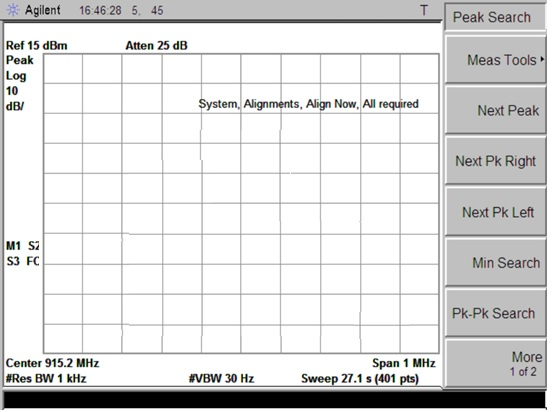 Agilent 16:46:28 5, 45 T
Peak Search
Ref 15 dBm Atten 25 dB
Peak
Log
10
dB/
System, Alignments, Align Now, All required
Meas Tools
Next Peak
Next Pk Right
Next Pk Left
M1 S2
S3 FC
Min Search
Pk-Pk Search
Center 915.2 MHz Span 1 MHz
#Res BW 1 kHz #VBW 30 Hz Sweep 27.1 s (401 pts)
More
1 of 2